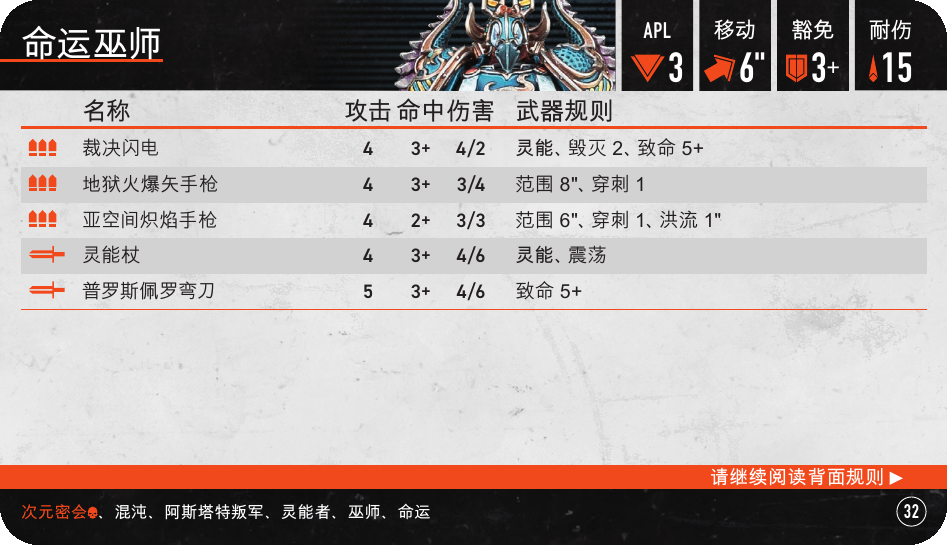 命运巫师
APL 移动 豁免 耐伤
3 6" 3+ 15
名称 攻击 命中 伤害 武器规则
裁决闪电 4 3+ 4/2 灵能、毁灭 2、致命 5+
地狱火爆矢手枪 4 3+ 3/4 范围 8"、穿刺 1
亚空间炽焰手枪 4 2+ 3/3 范围 6"、穿刺 1、洪流 1"
灵能杖 4 3+ 4/6 灵能、震荡
普罗斯佩罗弯刀 5 3+ 4/6 致命 5+
请继续阅读背面规则 ▶
次元密会、混沌、阿斯塔特叛军、灵能者、巫师、命运
32